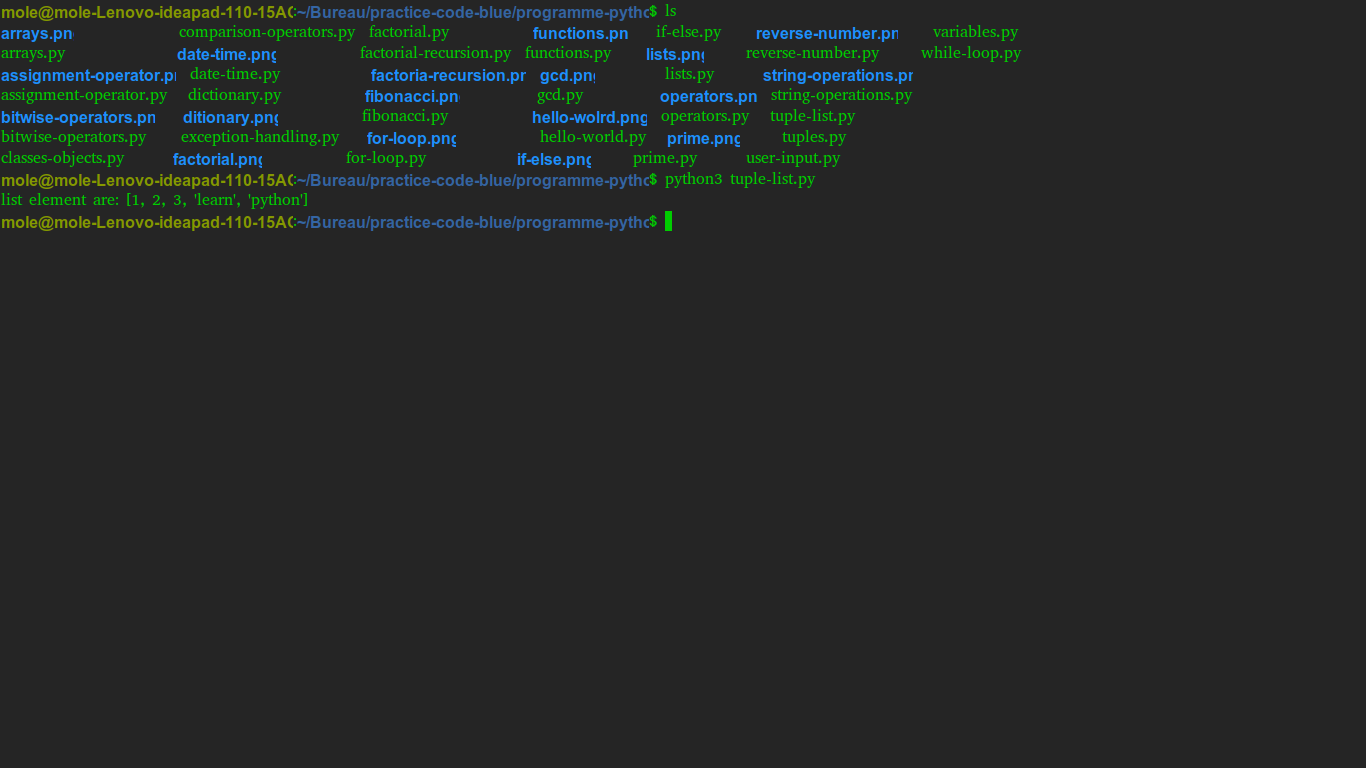 mole@mole-Lenovo-ideapad-110-15AC:~/Bureau/practice-code-blue/programme-pytho$ ls
arrays.pn comparison-operators.py factorial.py functions.pn if-else.py reverse-number.pn variables.py
arrays.py date-time.png factorial-recursion.py functions.py lists.png reverse-number.py while-loop.py
assignment-operator.pn date-time.py factoria-recursion.pr gcd.png lists.py string-operations.pr
assignment-operator.py dictionary.py fibonacci.pn gcd.py operators.pn string-operations.py
bitwise-operators.pn ditionary.png fibonacci.py hello-wolrd.png operators.py tuple-list.py
bitwise-operators.py exception-handling.py for-loop.png hello-world.py prime.png tuples.py
classes-objects.py factorial.png for-loop.py if-else.png prime.py user-input.py
mole@mole-Lenovo-ideapad-110-15AC:~/Bureau/practice-code-blue/programme-pytho$ python3 tuple-list.py
list element are: [1, 2, 3, 'learn', 'python']
mole@mole-Lenovo-ideapad-110-15AC:~/Bureau/practice-code-blue/programme-pytho$